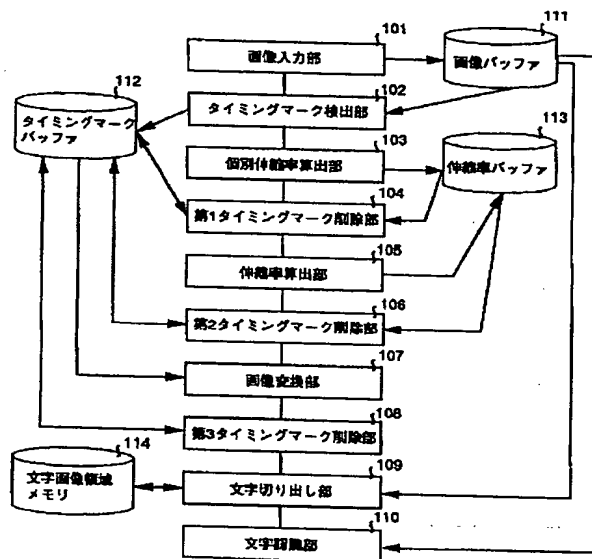 101
画像入力部
111
画像バッファ
102
タイミングマーク検出部
112
タイミングマーク
バッファ
103
個別伸縮率算出部
113
伸縮率バッファ
104
第1タイミングマーク削除部
105
伸縮率算出部
106
第2タイミングマーク削除部
107
画像変換部
108
第3タイミングマーク削除部
114
文字画像領域
メモリ
109
文字切り出し部
110
文字認識部